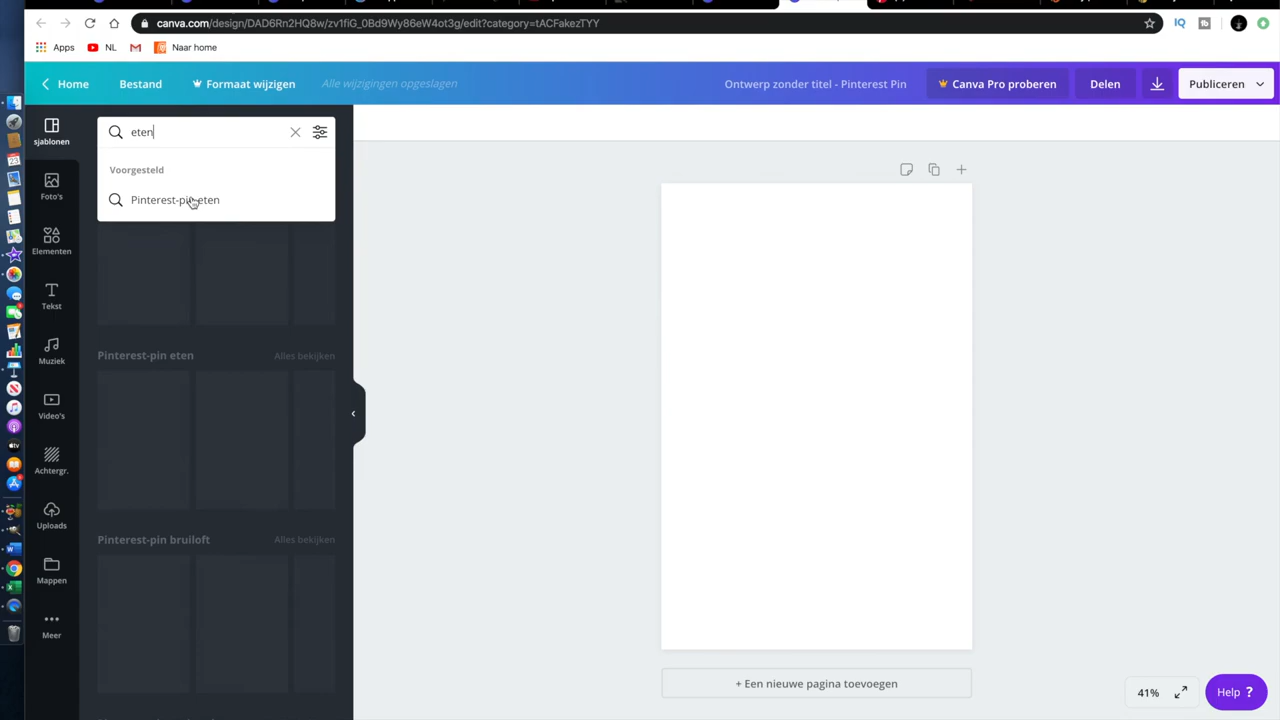 canva.com/design/DAD6Rn2HQ8w/zv1fiG_0Bd9Wy86eW4ot3g/edit?category=tACFakezTYY
IQ
Apps NL Naar home
Home Bestand Formaat wijzigen Alle wijzigingen opgeslagen Ontwerp zonder titel - Pinterest Pin Canva Pro proberen Delen Publiceren
sjablonen
Foto's
Elementen
Tekst
Muziek
Video's
Achtergr.
Uploads
Mappen
Meer
eten
Voorgesteld
Pinterest-pin eten
Pinterest-pin eten Alles bekijken
Pinterest-pin bruiloft Alles bekijken
+ Een nieuwe pagina toevoegen
41%
Help ?